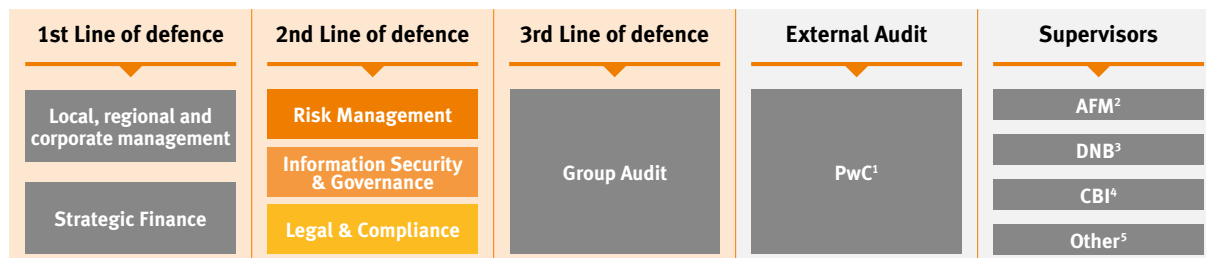 1st Line of defence
2nd Line of defence
3rd Line of defence
External Audit
Supervisors
Local, regional and
corporate management
Strategic Finance
Risk Management
Information Security
& Governance
Legal & Compliance
Group Audit
PwC¹
AFM²
DNB³
CBI⁴
Other⁵